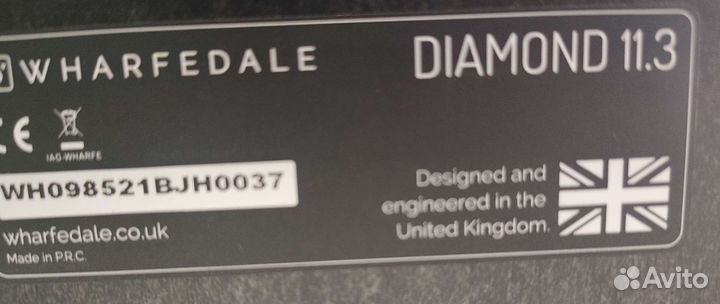 WHARFEDALE
DIAMOND 11.3
CE
IAG-WHARFE
WH098521BJH0037
wharfedale.co.uk
Made in P.R.C.
Designed and
engineered in the
United Kingdom.
Avito